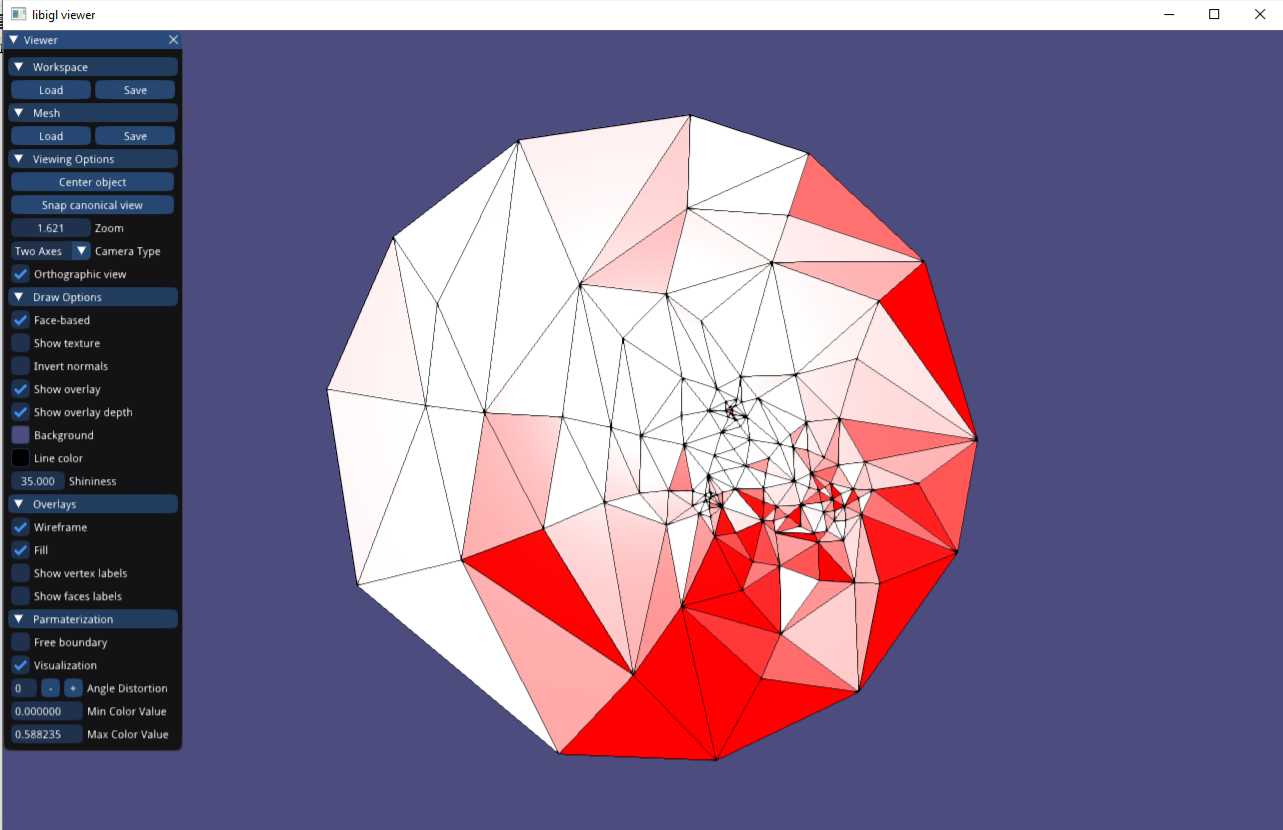 libigl viewer
Viewer
Workspace
Load Save
Mesh
Load Save
Viewing Options
Center object
Snap canonical view
1.621 Zoom
Two Axes Camera Type
Orthographic view
Draw Options
Face-based
Show texture
Invert normals
Show overlay
Show overlay depth
Background
Line color
35.000 Shininess
Overlays
Wireframe
Fill
Show vertex labels
Show faces labels
Parmaterization
Free boundary
Visualization
0 - + Angle Distortion
0.000000 Min Color Value
0.588235 Max Color Value